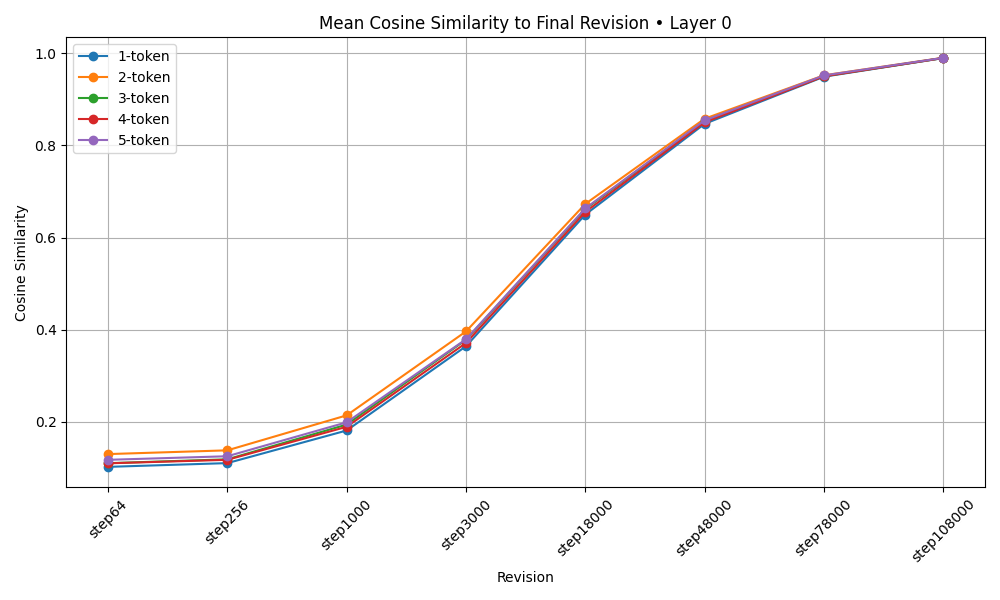 Mean Cosine Similarity to Final Revision • Layer 0
1-token
2-token
3-token
4-token
5-token
Cosine Similarity
1.0
0.8
0.6
0.4
0.2
step64
step256
step1000
step3000
step18000
step48000
step78000
step108000
Revision